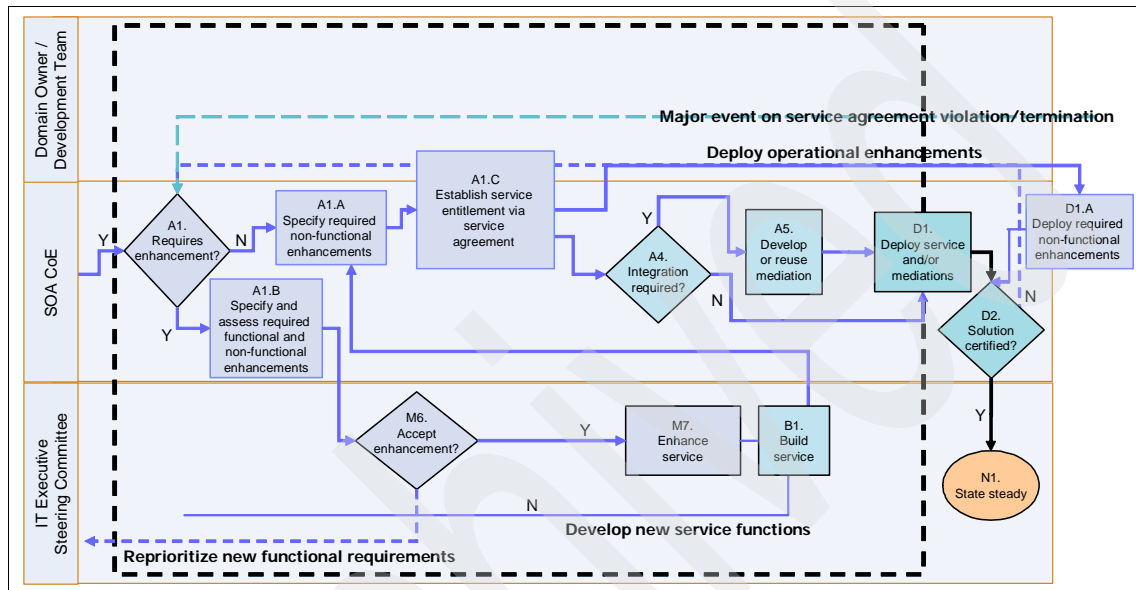 Domain Owner /
Development Team
Major event on service agreement violation/termination
Deploy operational enhancements
SOA CoE
Y
A1.
Requires
enhancement?
N
A1.A
Specify required
non-functional
enhancements
A1.C
Establish service
entitlement via
service
agreement
Y
A4.
Integration
required?
N
A5.
Develop
or reuse
mediation
D1.
Deploy service
and/or
mediations
D1.A
Deploy required
non-functional
enhancements
N
D2.
Solution
certified?
Y
A1.B
Specify and
assess required
functional and
non-functional
enhancements
IT Executive
Steering Committee
M6.
Accept
enhancement?
Y
M7.
Enhance
service
B1.
Build
service
Y
N1.
State steady
N
Develop new service functions
Reprioritize new functional requirements